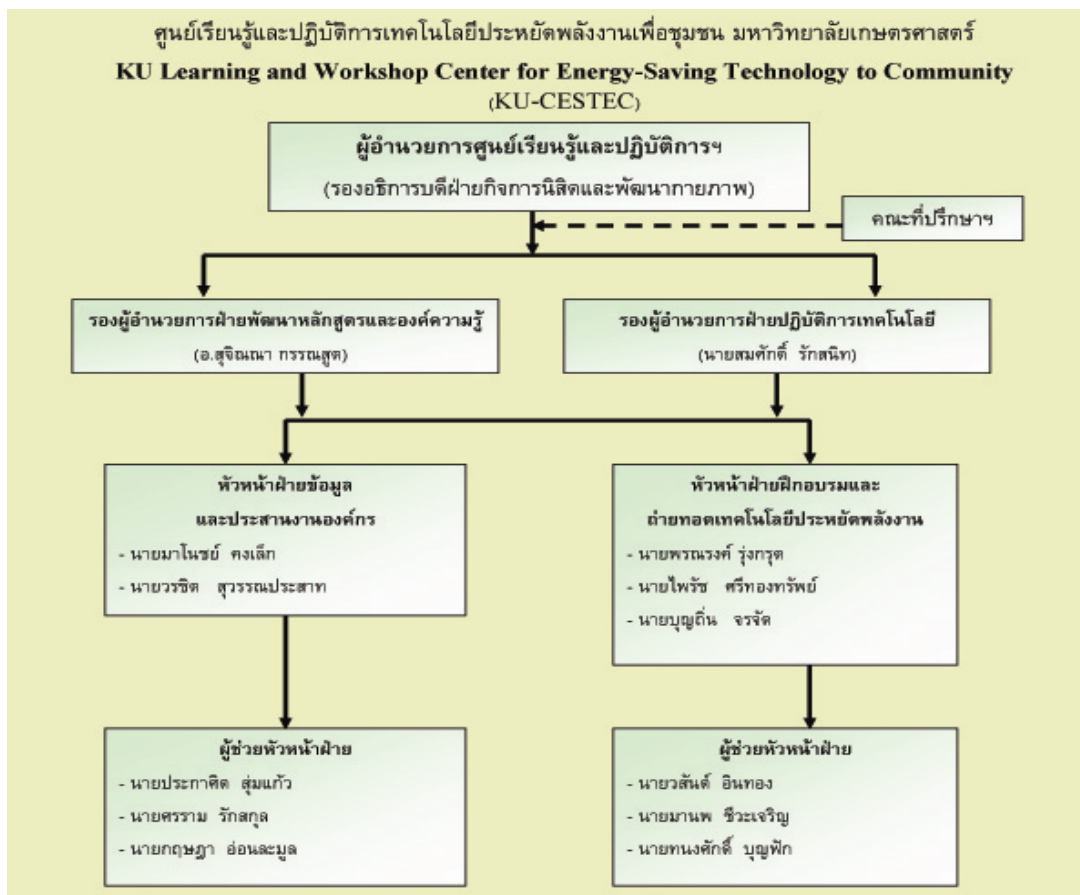 ศูนย์เรียนรู้และปฏิบัติการเทคโนโลยีประหยัดพลังงานเพื่อชุมชน มหาวิทยาลัยเกษตรศาสตร์
KU Learning and Workshop Center for Energy-Saving Technology to Community
(KU-CESTEC)
ผู้อำนวยการศูนย์เรียนรู้และปฏิบัติการฯ
(รองอธิการบดีฝ่ายกิจการนิสิตและพัฒนากายภาพ)
คณะที่ปรึกษาฯ
รองผู้อำนวยการฝ่ายพัฒนาหลักสูตรและองค์ความรู้
(อ.สุจิณณา กรรณสูต)
รองผู้อำนวยการฝ่ายปฏิบัติการเทคโนโลยี
(นายสมศักดิ์ รักสนิท)
หัวหน้าฝ่ายข้อมูล
และประสานงานองค์กร
- นายมาโนชย์ คงเล็ก
- นายวรชิต สุวรรณประสาท
หัวหน้าฝ่ายฝึกอบรมและ
ถ่ายทอดเทคโนโลยีประหยัดพลังงาน
- นายพรณรงค์ รุ่งกรุด
- นายไพรัช ศรีทองทรัพย์
- นายบุญถิ่น จรจัด
ผู้ช่วยหัวหน้าฝ่าย
- นายประกาศิต สุ่มแก้ว
- นายศรราม รักสกุล
- นายกฤษฎา อ่อนละมูล
ผู้ช่วยหัวหน้าฝ่าย
- นายวสันต์ อินทอง
- นายมานพ ชีวะเจริญ
- นายทนงศักดิ์ บุญฟัก